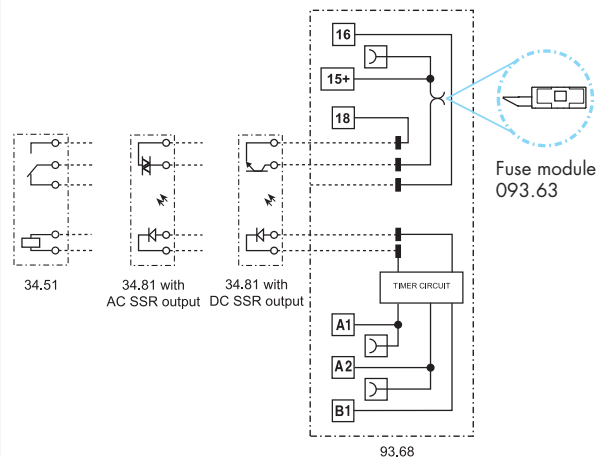 16
15+
18
Fuse module
093.63
34.51
34.81 with
AC SSR output
34.81 with
DC SSR output
TIMER CIRCUIT
A1
A2
B1
93.68